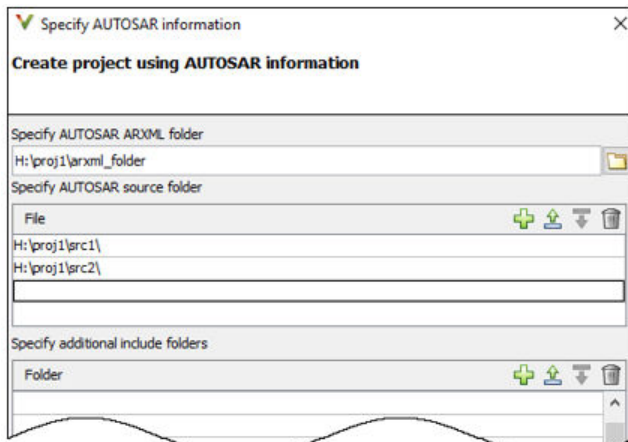 Specify AUTOSAR information
Create project using AUTOSAR information
Specify AUTOSAR ARXML folder
H:\proj1\arxml_folder
Specify AUTOSAR source folder
File
H:\proj1\src1\
H:\proj1\src2\
Specify additional include folders
Folder